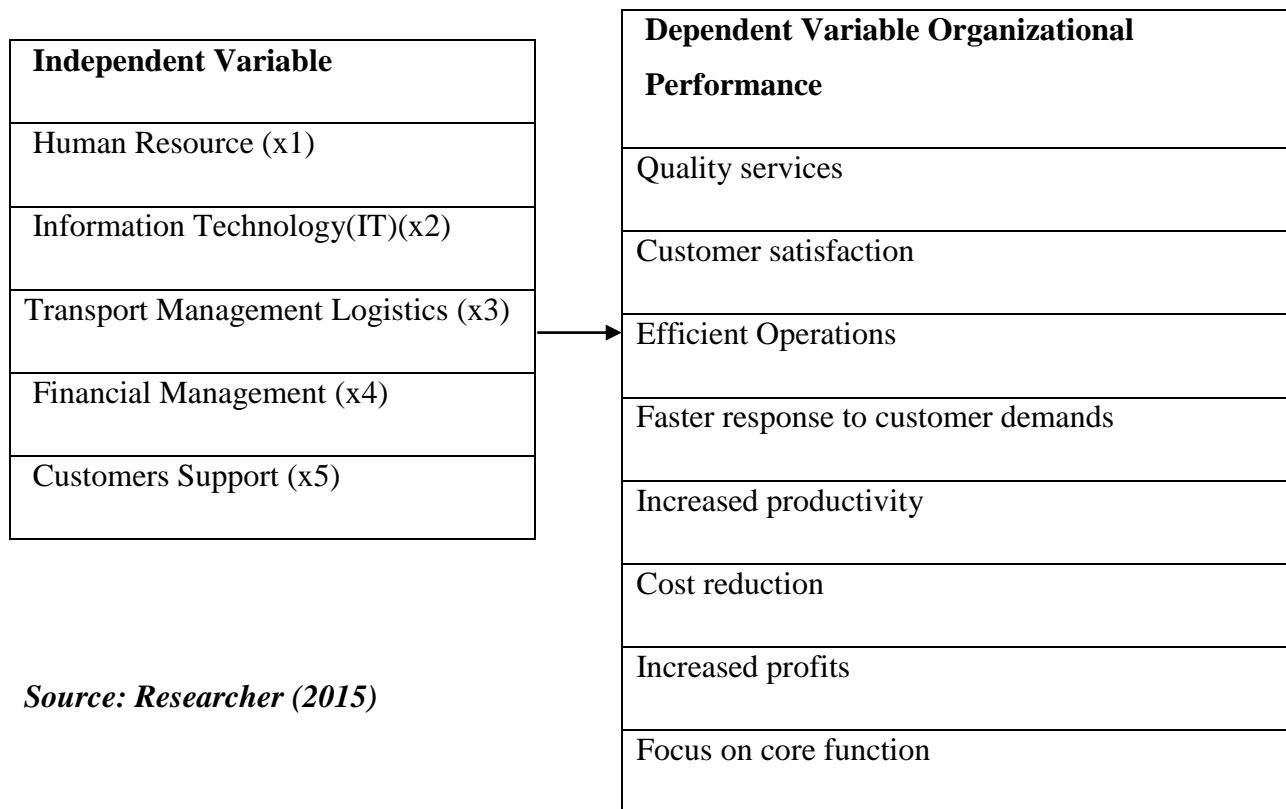 Independent Variable
Human Resource (x1)
Information Technology(IT)(x2)
Transport Management Logistics (x3)
Financial Management (x4)
Customers Support (x5)
Source: Researcher (2015)
Dependent Variable Organizational
Performance
Quality services
Customer satisfaction
Efficient Operations
Faster response to customer demands
Increased productivity
Cost reduction
Increased profits
Focus on core function